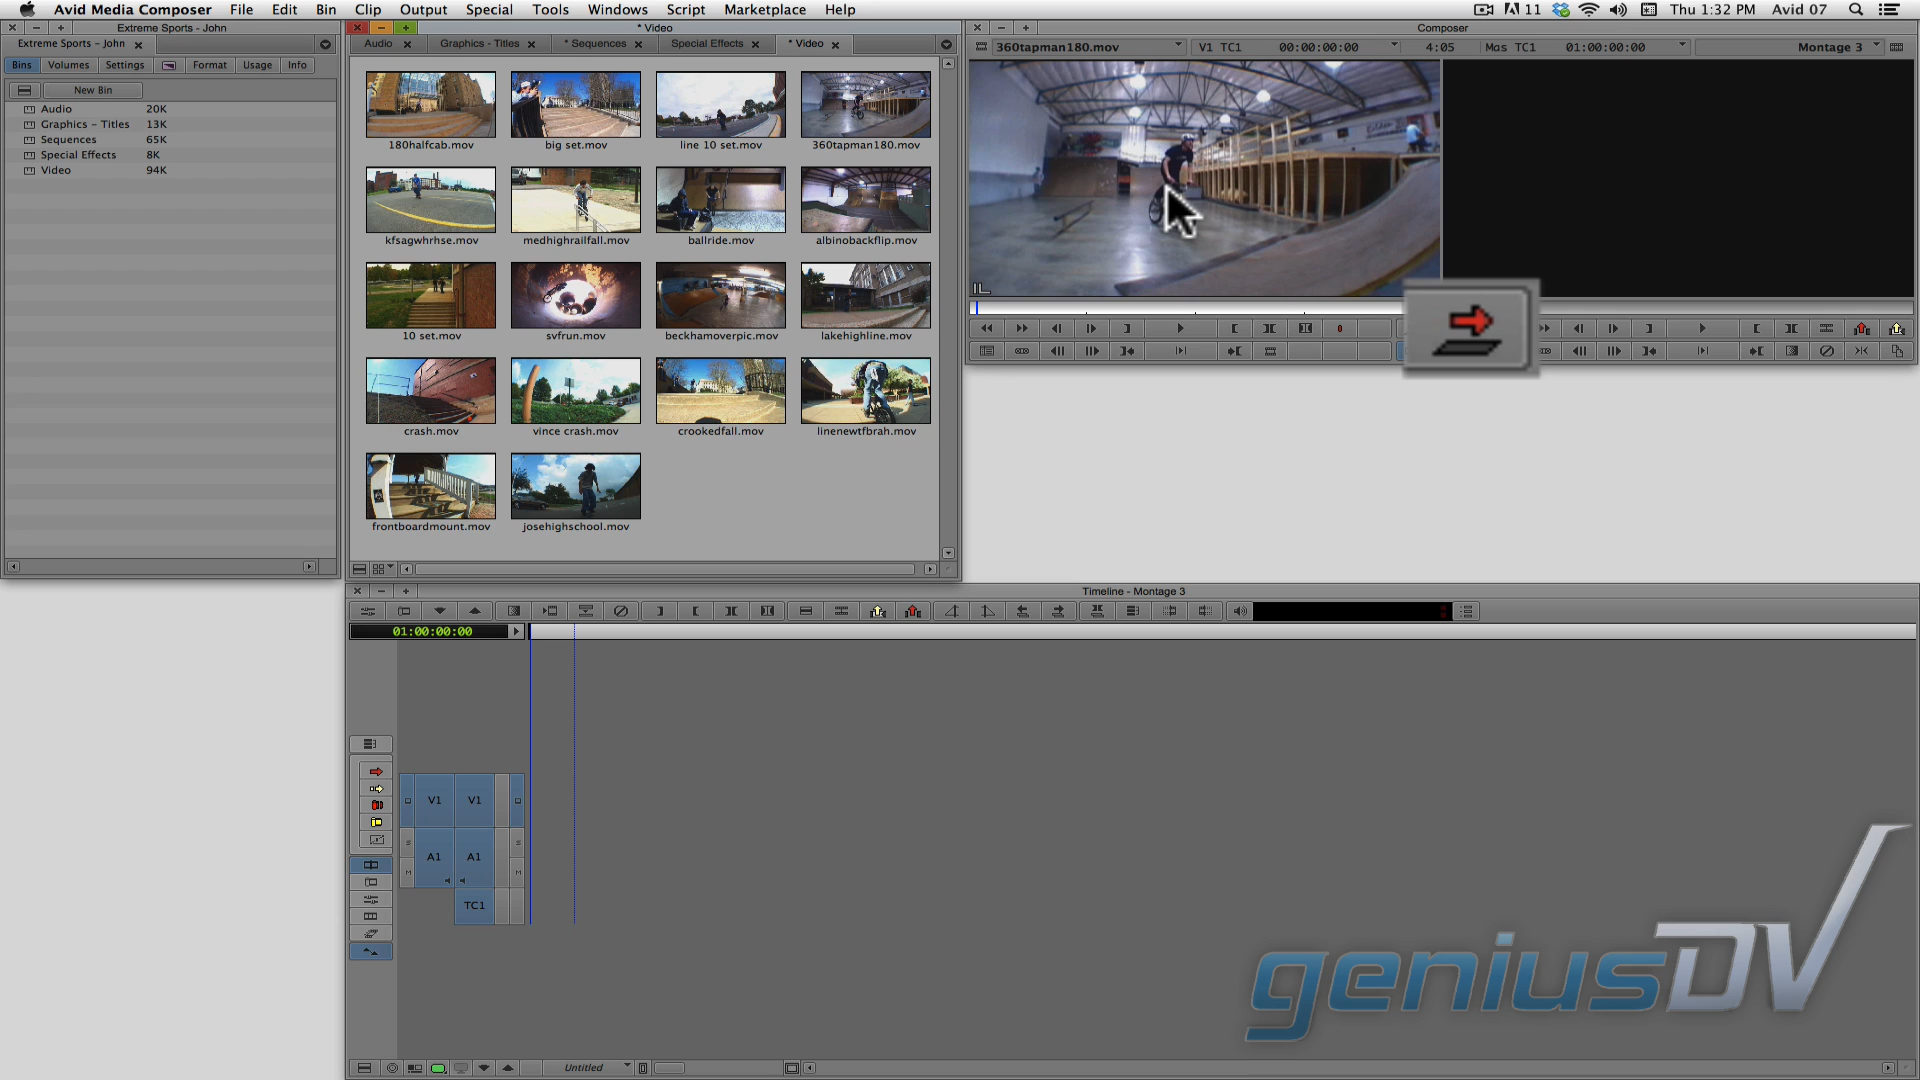 Avid Media Composer File Edit Bin Clip Output Special Tools Windows Script Marketplace Help
11 Thu 1:32 PM Avid 07
Extreme Sports - John
Extreme Sports - John
Bins Volumes Settings Format Usage Info
New Bin
Audio 20K
Graphics - Titles 13K
Sequences 65K
Special Effects 8K
Video 94K
* Video
Audio Graphics - Titles * Sequences Special Effects * Video
180halfcab.mov big set.mov line 10 set.mov 360tapman180.mov
kfsagwhrhse.mov medhighrailfall.mov ballride.mov albinobackflip.mov
10 set.mov svfrun.mov beckhamoverpic.mov lakehighline.mov
crash.mov vince crash.mov crookedfall.mov linenewtfbrah.mov
frontboardmount.mov josehighschool.mov
Composer
360tapman180.mov V1 TC1 00:00:00:00 4:05 Mas TC1 01:00:00:00 Montage 3
Timeline - Montage 3
01:00:00:00
V1 V1
S S
A1 A1
M M
TC1
Untitled
geniusDV